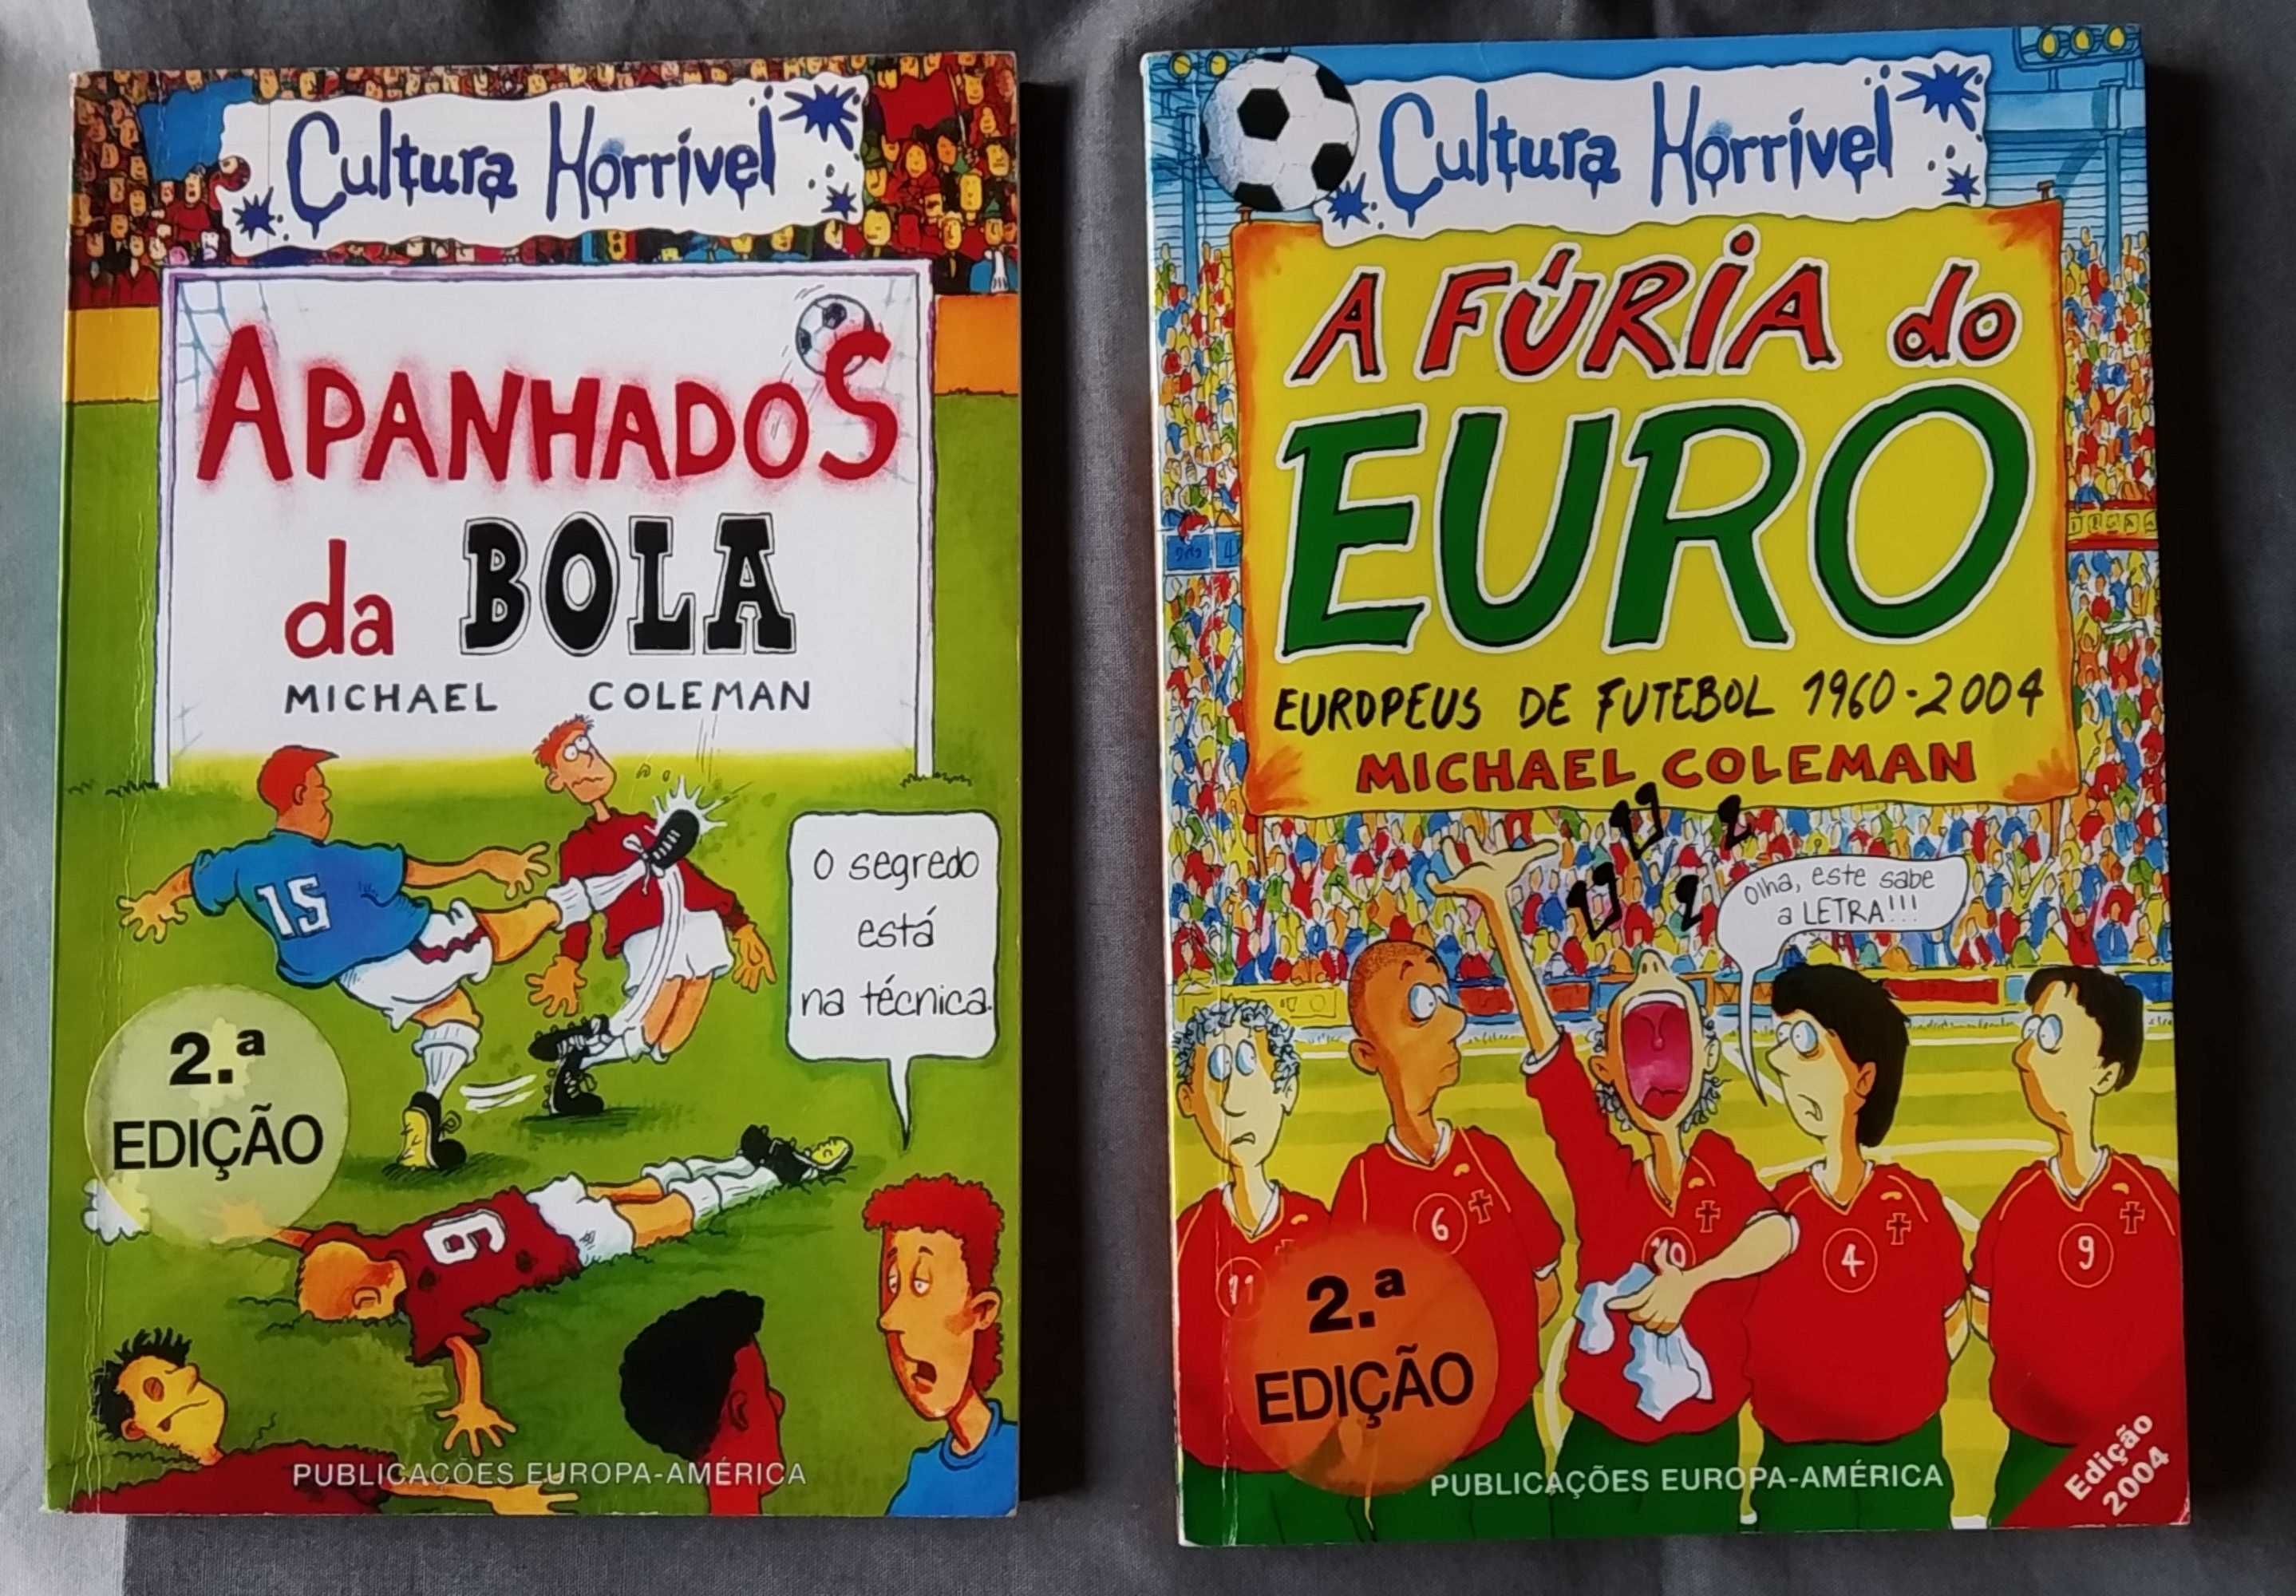 Cultura Horrível
APANHADOS
da BOLA
MICHAEL COLEMAN
15
O segredo
está
na técnica.
2.ª
EDIÇÃO
9
PUBLICAÇÕES EUROPA-AMÉRICA
Cultura Horrível
A FÚRIA do
EURO
EUROPEUS DE FUTEBOL 1960-2004
MICHAEL COLEMAN
Olha, este sabe
a LETRA!!!
11
6
10
4
9
2.ª
EDIÇÃO
PUBLICAÇÕES EUROPA-AMÉRICA
Edição
2004